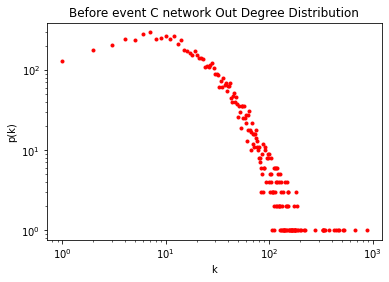 Before event C network Out Degree Distribution
p(k)
10²
10¹
10⁰
10⁰ 10¹ 10² 10³
k